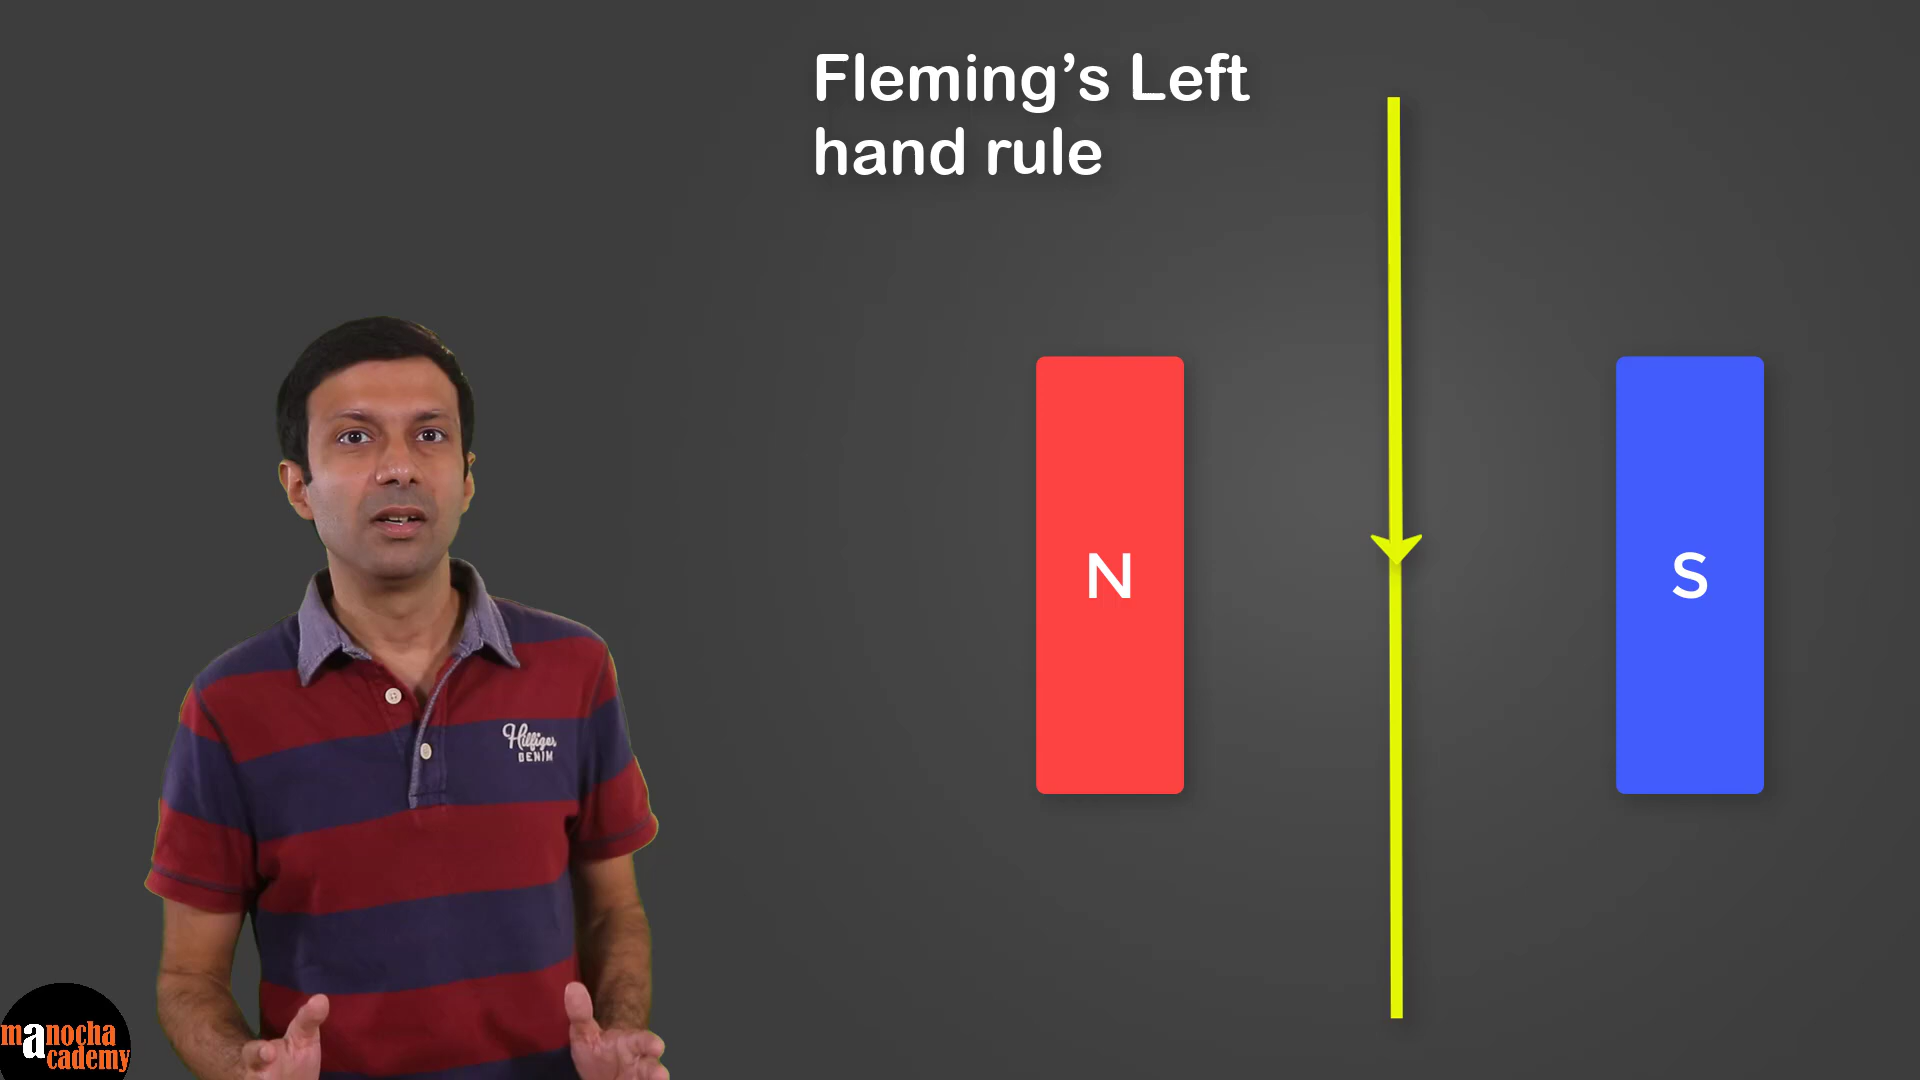 Fleming’s Left
hand rule
N
S
Hilfiger
DENIM
manocha
academy